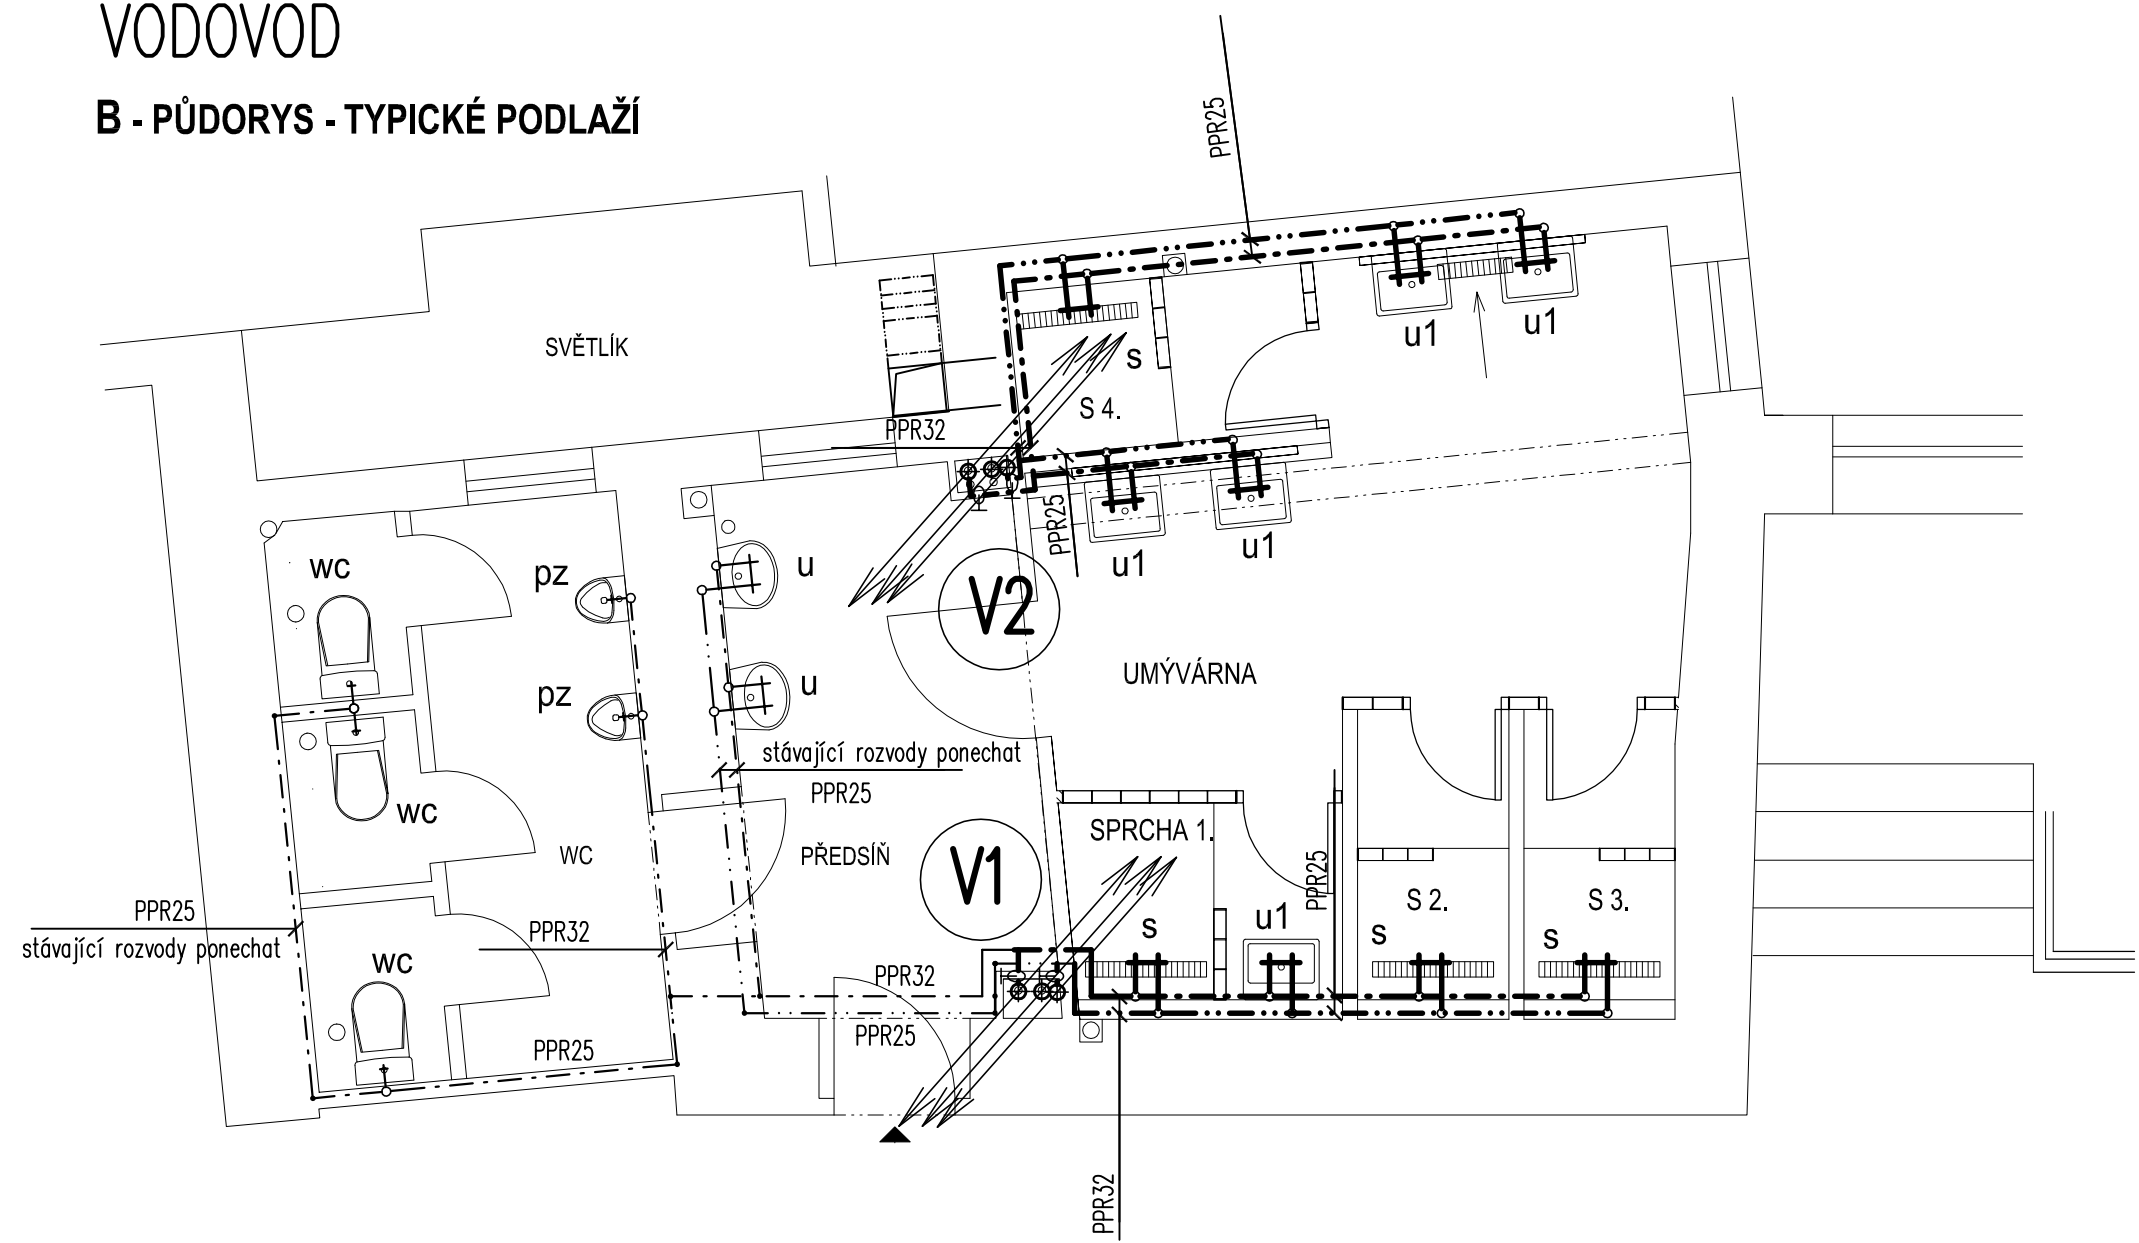 VODOVOD
B - PŮDORYS - TYPICKÉ PODLAŽÍ
PPR25
SVĚTLÍK
u1
u1
s
S 4.
PPR32
PPR25
u1
u1
wc
pz
u
V2
pz
u
UMÝVÁRNA
stávající rozvody ponechat
PPR25
wc
WC
PŘEDSÍŇ
V1
SPRCHA 1.
PPR25
S 2.
S 3.
PPR25
stávající rozvody ponechat
PPR32
u1
s
s
s
wc
PPR32
PPR25
PPR25
PPR32